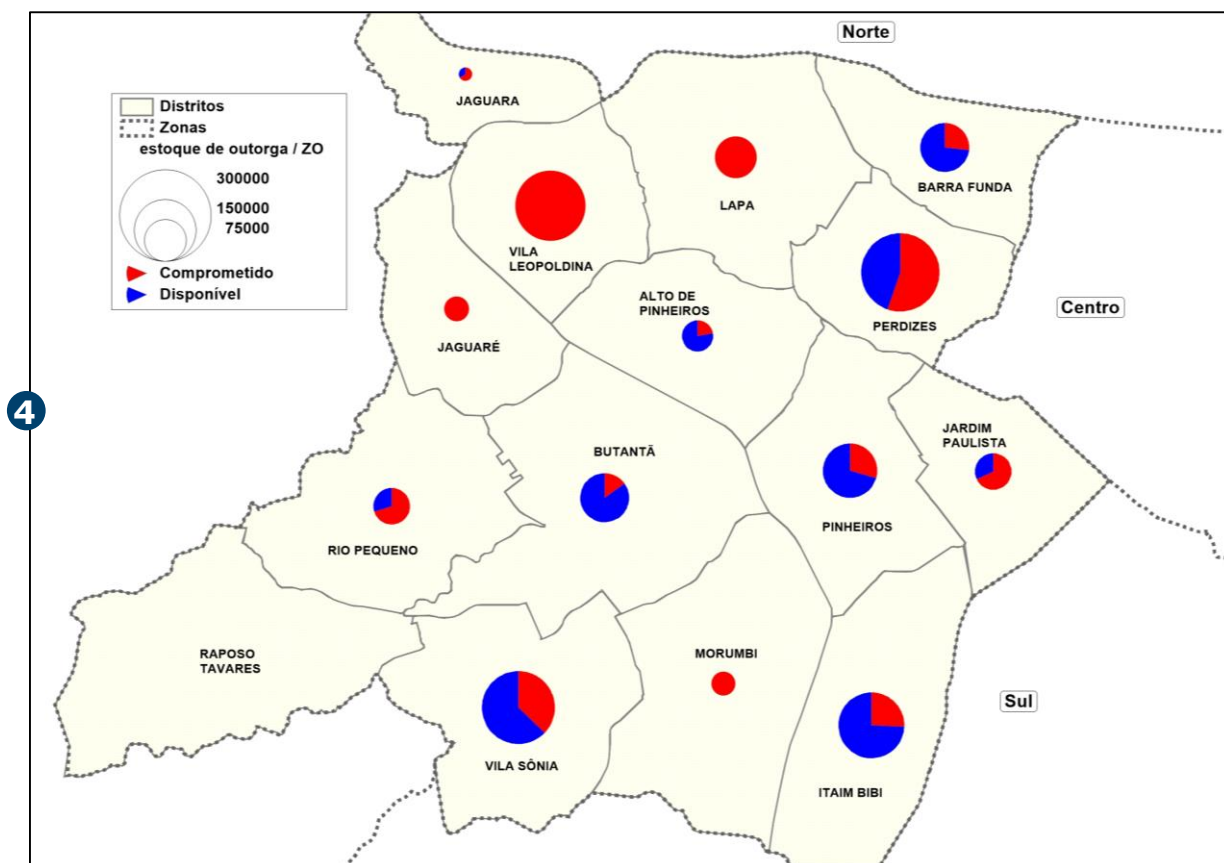 Norte
JAGUARA
Distritos
Zonas
estoque de outorga / ZO
300000
150000
75000
Comprometido
Disponível
BARRA FUNDA
LAPA
VILA
LEOPOLDINA
ALTO DE
PINHEIROS
PERDIZES
Centro
JAGUARÉ
4
JARDIM
PAULISTA
BUTANTÃ
PINHEIROS
RIO PEQUENO
RAPOSO
TAVARES
MORUMBI
Sul
VILA SÔNIA
ITAIM BIBI